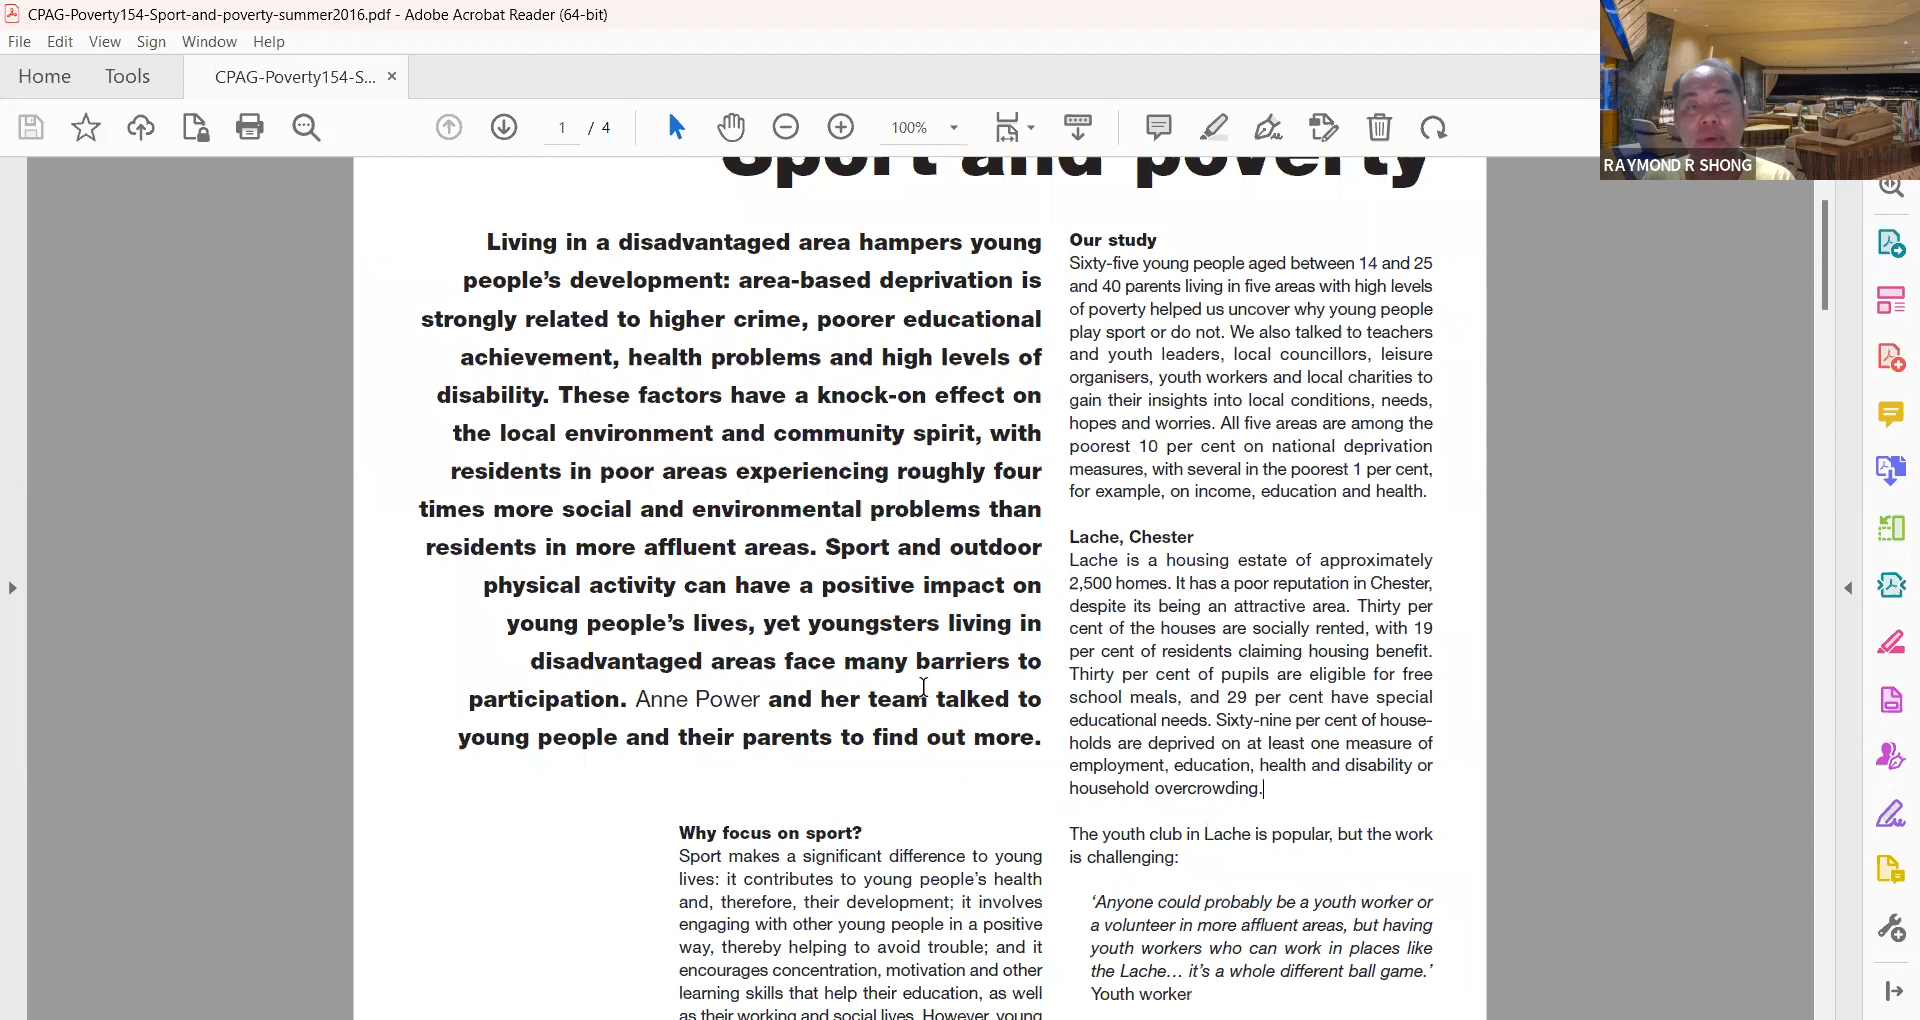 CPAG-Poverty154-Sport-and-poverty-summer2016.pdf - Adobe Acrobat Reader (64-bit)
File Edit View Sign Window Help
Home Tools CPAG-Poverty154-S... ×
1 / 4 100%
RAYMOND R SHONG
Sport and poverty
Living in a disadvantaged area hampers young
people’s development: area-based deprivation is
strongly related to higher crime, poorer educational
achievement, health problems and high levels of
disability. These factors have a knock-on effect on
the local environment and community spirit, with
residents in poor areas experiencing roughly four
times more social and environmental problems than
residents in more affluent areas. Sport and outdoor
physical activity can have a positive impact on
young people’s lives, yet youngsters living in
disadvantaged areas face many barriers to
participation. Anne Power and her team talked to
young people and their parents to find out more.
Why focus on sport?
Sport makes a significant difference to young
lives: it contributes to young people’s health
and, therefore, their development; it involves
engaging with other young people in a positive
way, thereby helping to avoid trouble; and it
encourages concentration, motivation and other
learning skills that help their education, as well
as their working and social lives. However, young
Our study
Sixty-five young people aged between 14 and 25
and 40 parents living in five areas with high levels
of poverty helped us uncover why young people
play sport or do not. We also talked to teachers
and youth leaders, local councillors, leisure
organisers, youth workers and local charities to
gain their insights into local conditions, needs,
hopes and worries. All five areas are among the
poorest 10 per cent on national deprivation
measures, with several in the poorest 1 per cent,
for example, on income, education and health.
Lache, Chester
Lache is a housing estate of approximately
2,500 homes. It has a poor reputation in Chester,
despite its being an attractive area. Thirty per
cent of the houses are socially rented, with 19
per cent of residents claiming housing benefit.
Thirty per cent of pupils are eligible for free
school meals, and 29 per cent have special
educational needs. Sixty-nine per cent of house-
holds are deprived on at least one measure of
employment, education, health and disability or
household overcrowding.
The youth club in Lache is popular, but the work
is challenging:
‘Anyone could probably be a youth worker or
a volunteer in more affluent areas, but having
youth workers who can work in places like
the Lache… it’s a whole different ball game.’
Youth worker